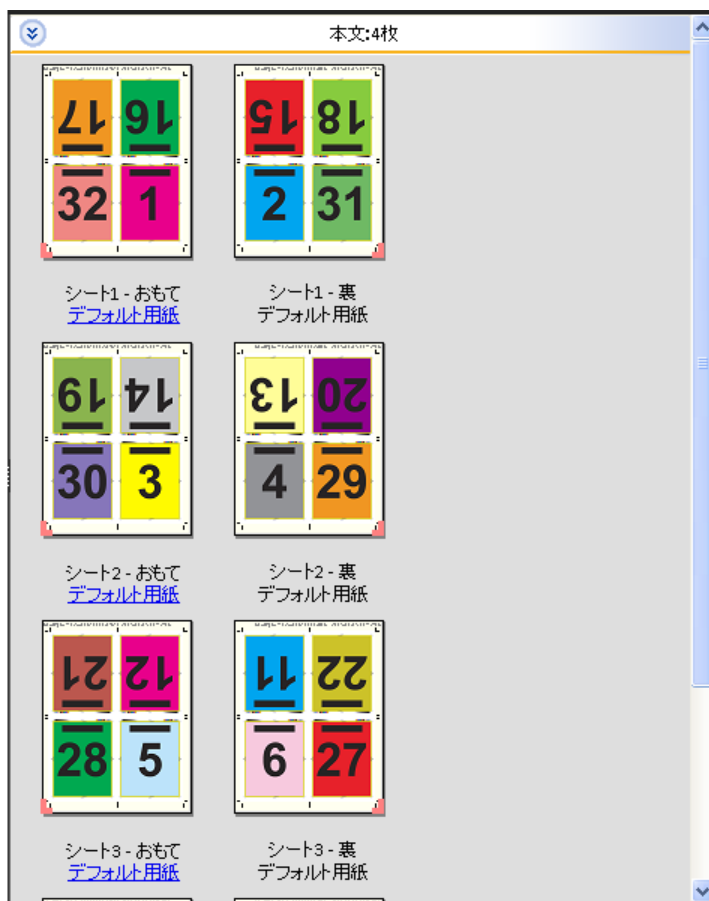 本文:4枚
17 16
32 1
15 18
2 31
シート1 - おもて
デフォルト用紙
シート1 - 裏
デフォルト用紙
19 14
30 3
13 20
4 29
シート2 - おもて
デフォルト用紙
シート2 - 裏
デフォルト用紙
21 12
28 5
11 22
6 27
シート3 - おもて
デフォルト用紙
シート3 - 裏
デフォルト用紙